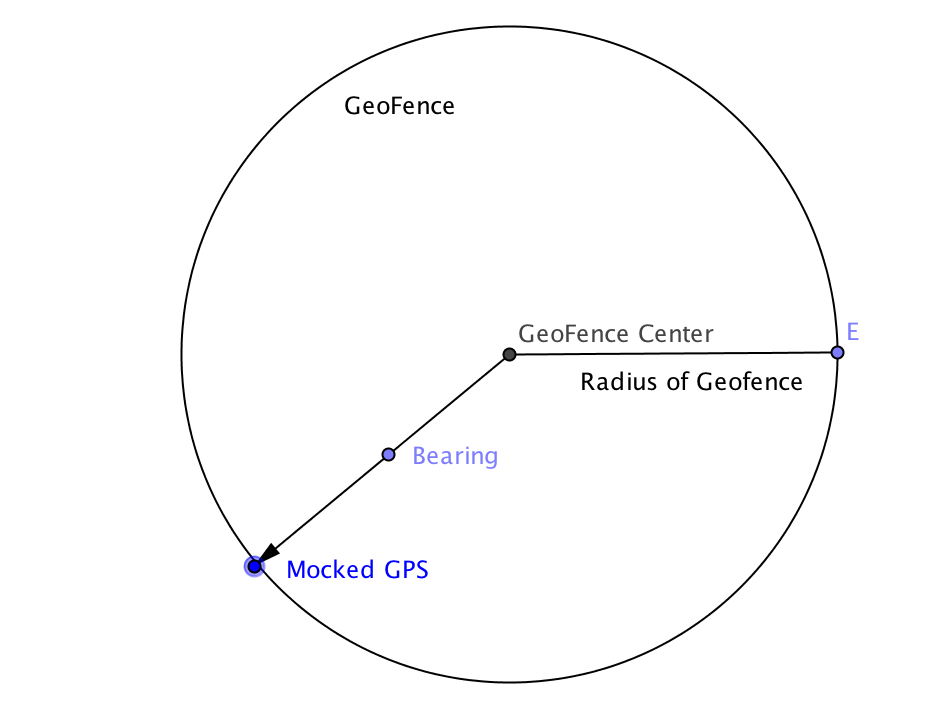 GeoFence
GeoFence Center
E
Radius of Geofence
Bearing
Mocked GPS